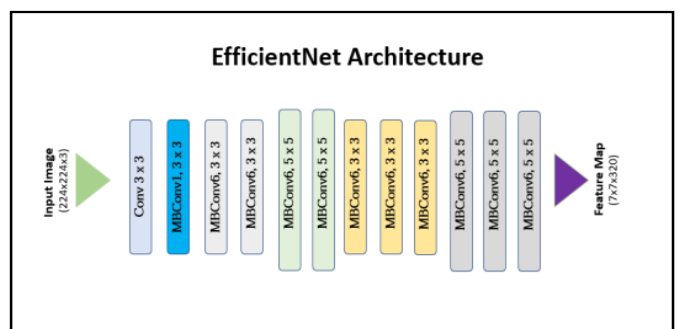 EfficientNet Architecture
Input Image
(224x224x3)
Conv 3 x 3
MBConv1, 3 x 3
MBConv6, 3 x 3
MBConv6, 3 x 3
MBConv6, 5 x 5
MBConv6, 5 x 5
MBConv6, 3 x 3
MBConv6, 3 x 3
MBConv6, 3 x 3
MBConv6, 5 x 5
MBConv6, 5 x 5
MBConv6, 5 x 5
Feature Map
(7x7x320)